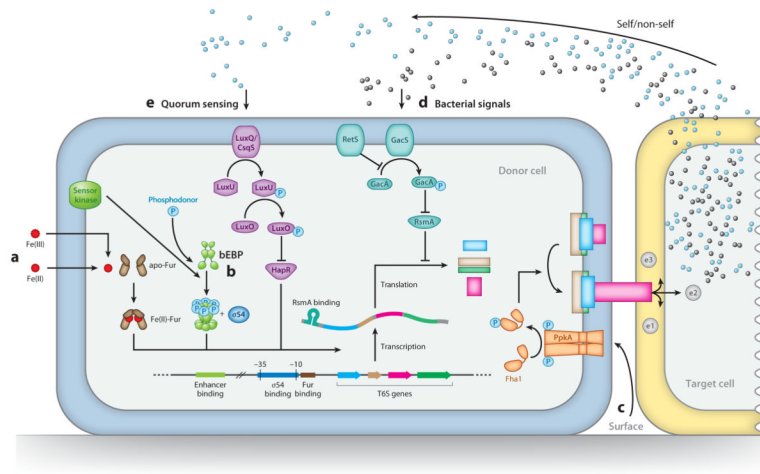 Self/non-self
e Quorum sensing
d Bacterial signals
LuxQ/
CsqS
RetS
GacS
Donor cell
LuxU
LuxU
P
GacA
GacA
P
Sensor
kinase
Phosphodonor
P
LuxO
LuxO
P
RsmA
Fe(III)
a
Fe(II)
apo-Fur
bEBP
b
HapR
e3
e2
e1
Translation
Fha1
P
P
PpkA
P
Fe(II)-Fur
P P P
P P
+ σ54
RsmA binding
Transcription
–35
–10
Enhancer
binding
σ54
binding
Fur
binding
T6S genes
Target cell
c
Surface